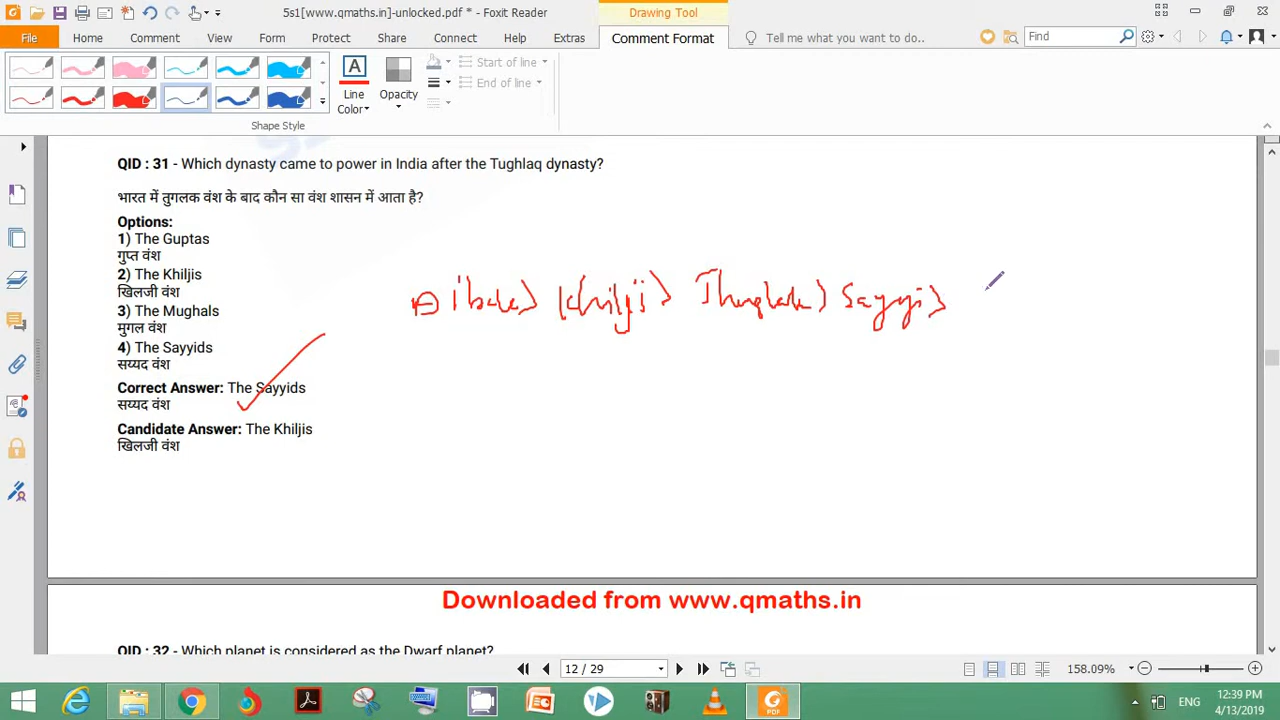 5s1[www.qmaths.in]-unlocked.pdf * - Foxit Reader
Drawing Tool
File Home Comment View Form Protect Share Connect Help Extras Comment Format Tell me what you want to do.. Find
Line Color Opacity
Start of line
End of line
Shape Style
QID : 31 - Which dynasty came to power in India after the Tughlaq dynasty?
भारत में तुगलक वंश के बाद कौन सा वंश शासन में आता है?
Options:
1) The Guptas
गुप्त वंश
2) The Khiljis
खिलजी वंश
3) The Mughals
मुगल वंश
4) The Sayyids
सय्यद वंश
Khilji Sayyi
Correct Answer: The Sayyids
सय्यद वंश
Candidate Answer: The Khiljis
खिलजी वंश
Downloaded from www.qmaths.in
QID : 32 - Which planet is considered as the Dwarf planet?
12 / 29
158.09%
ENG
12:39 PM
4/13/2019